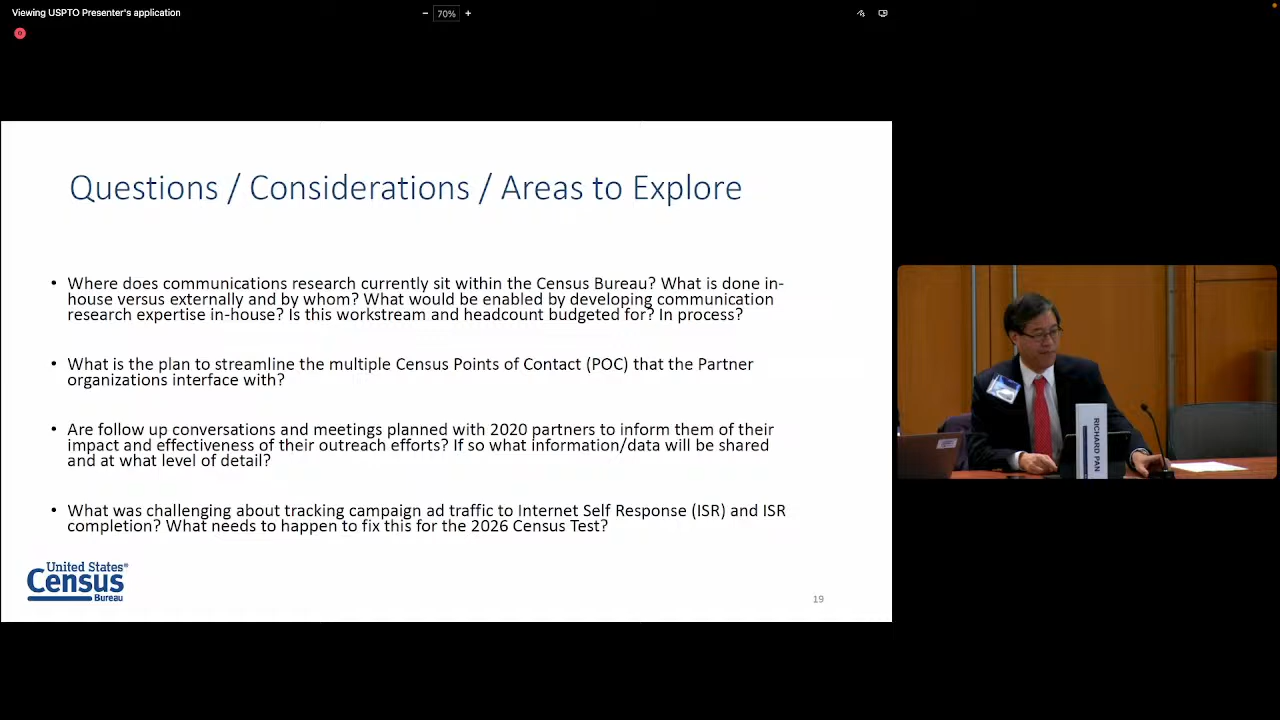 Viewing USPTO Presenter's application
− 70% +
Questions / Considerations / Areas to Explore
• Where does communications research currently sit within the Census Bureau? What is done in-
house versus externally and by whom? What would be enabled by developing communication
research expertise in-house? Is this workstream and headcount budgeted for? In process?
• What is the plan to streamline the multiple Census Points of Contact (POC) that the Partner
organizations interface with?
• Are follow up conversations and meetings planned with 2020 partners to inform them of their
impact and effectiveness of their outreach efforts? If so what information/data will be shared
and at what level of detail?
• What was challenging about tracking campaign ad traffic to Internet Self Response (ISR) and ISR
completion? What needs to happen to fix this for the 2026 Census Test?
United States®
Census
Bureau
19
RICHARD PAN